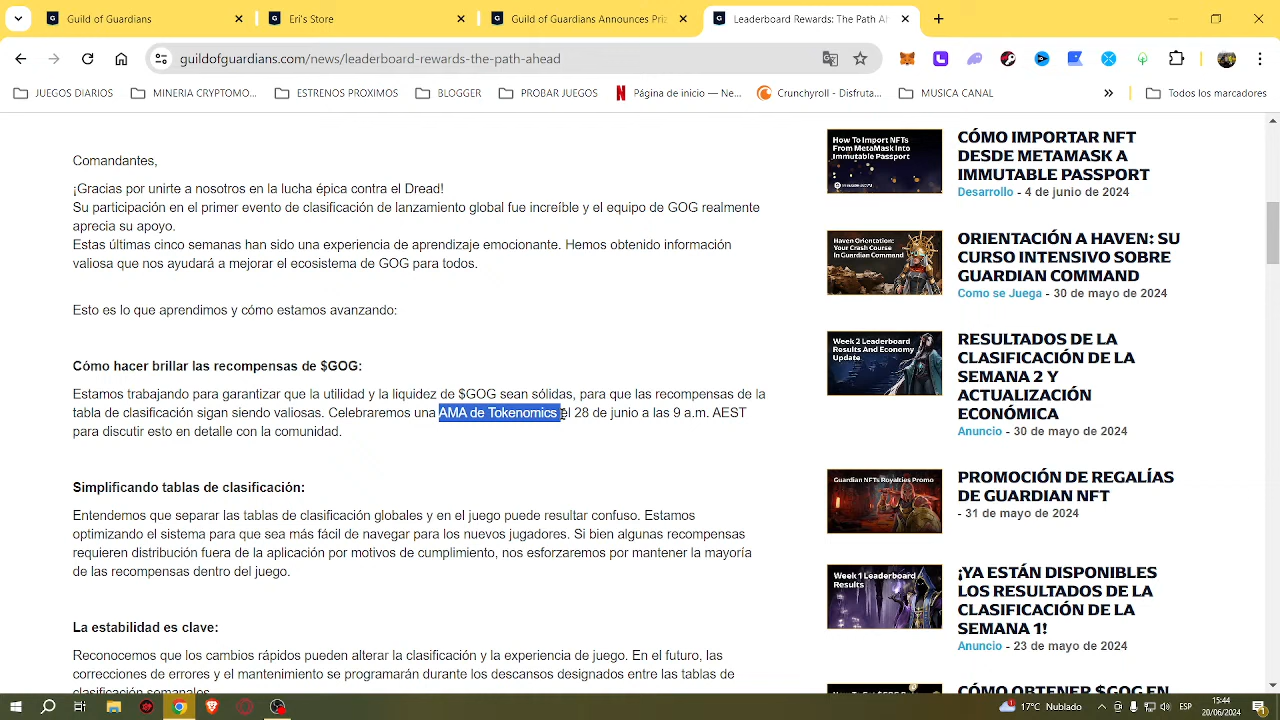 Guild of Guardians
Eri's Store
Guild of Guardians Announces Pri
Leaderboard Rewards: The Path Ah
guildofguardians.com/post/leaderboard-rewards-the-path-ahead
JUEGOS DIARIOS
MINERIA CRYPTOMO...
ESTRENOS PROXIMOS
BLOGGER
PROBAR JUEGOS
Página de inicio — Ne...
Crunchyroll - Disfruta...
MUSICA CANAL
Todos los marcadores
Comandantes,
¡Gracias por unirte a nosotros en la lucha épica contra el Dread!
Su participación en el primer evento de Leaderboard y el lanzamiento global fue increíble y el equipo de GOG realmente
aprecia su apoyo.
Estas últimas semanas han sido una experiencia de aprendizaje emocionante. Hemos obtenido información
valiosa que nos ayudará a mejorar el ecosistema de GOG para todos.
Esto es lo que aprendimos y cómo estamos avanzando:
Cómo hacer brillar las recompensas de $GOG:
Estamos trabajando para garantizar que la utilidad y la liquidez de $GOG sean sólidas, para que las recompensas de la
tabla de clasificación sigan siendo valiosas. Celebraremos una AMA de Tokenomics el 28 de junio a las 9 a.m. AEST
para discutir esto en detalle con la comunidad.
Simplificando tablas de clasificación:
Entendemos que separar las tablas de clasificación globales y en el juego puede resultar confuso. Estamos
optimizando el sistema para que sea más fácil de navegar para los nuevos jugadores. Si bien algunas recompensas
requieren distribución fuera de la aplicación por motivos de cumplimiento, nos esforzaremos por mantener la mayoría
de las recompensas dentro del juego.
La estabilidad es clave:
Reconocemos que los cambios recientes pueden afectar la clasificación y la experiencia de juego. En el futuro, las
correcciones de errores y el mantenimiento se programarán durante los descansos designados entre las tablas de
clasificación semanales.
How To Import NFTs
From MetaMask Into
Immutable Passport
CÓMO IMPORTAR NFT
DESDE METAMASK A
IMMUTABLE PASSPORT
Desarrollo - 4 de junio de 2024
Haven Orientation:
Your Crash Course
In Guardian Command
ORIENTACIÓN A HAVEN: SU
CURSO INTENSIVO SOBRE
GUARDIAN COMMAND
Como se Juega - 30 de mayo de 2024
Week 2 Leaderboard
Results And Economy
Update
RESULTADOS DE LA
CLASIFICACIÓN DE LA
SEMANA 2 Y
ACTUALIZACIÓN
ECONÓMICA
Anuncio - 30 de mayo de 2024
Guardian NFTs Royalties Promo
PROMOCIÓN DE REGALÍAS
DE GUARDIAN NFT
- 31 de mayo de 2024
Week 1 Leaderboard
Results
¡YA ESTÁN DISPONIBLES
LOS RESULTADOS DE LA
CLASIFICACIÓN DE LA
SEMANA 1!
Anuncio - 23 de mayo de 2024
CÓMO OBTENER $GOG EN
17°C Nublado
ESP
15:44
20/06/2024